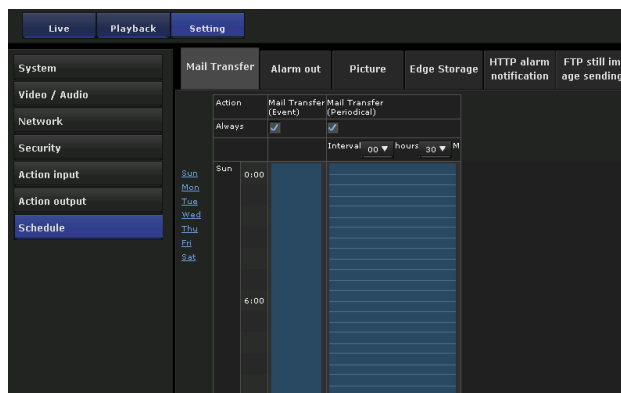 Live Playback Setting
System
Video / Audio
Network
Security
Action input
Action output
Schedule
Mail Transfer Alarm out Picture Edge Storage HTTP alarm notification FTP still im age sending
Action Mail Transfer (Event) Mail Transfer (Periodical)
Always
Interval 00 hours 30 M
Sun
Mon
Tue
Wed
Thu
Fri
Sat
Sun 0:00
6:00